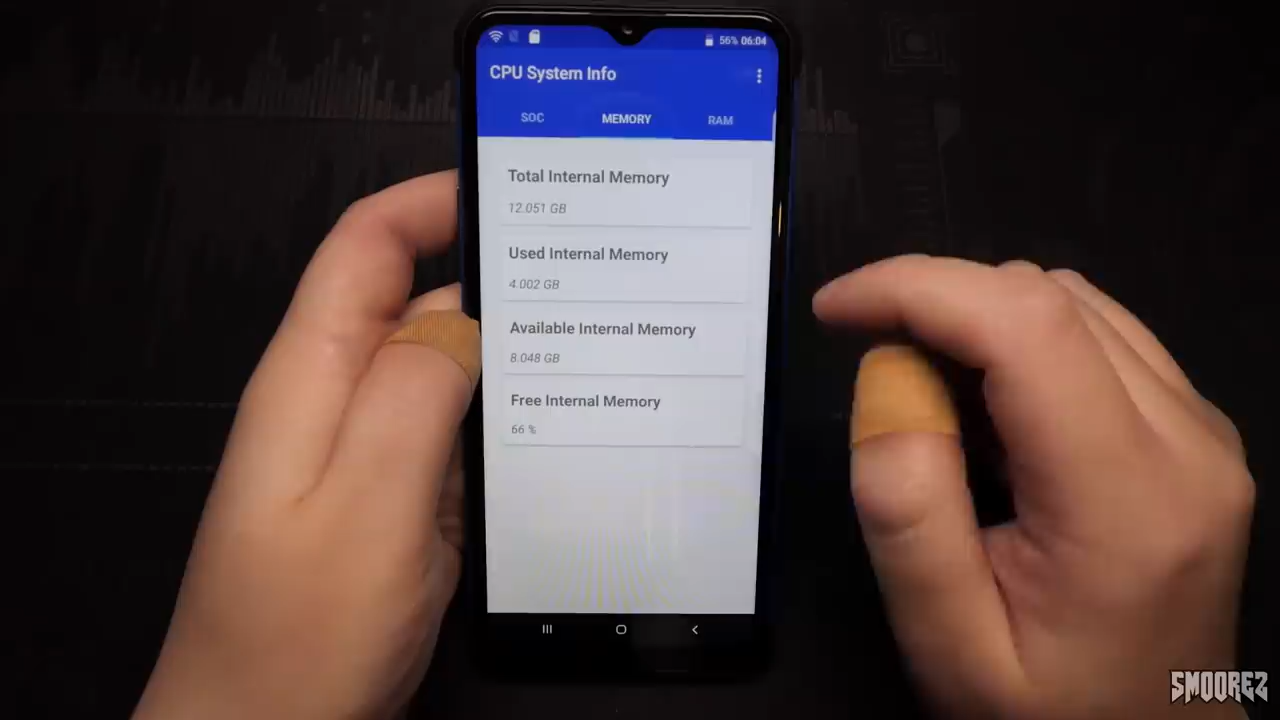 56% 06:04
CPU System Info
SOC MEMORY RAM
Total Internal Memory
12.051 GB
Used Internal Memory
4.002 GB
Available Internal Memory
8.048 GB
Free Internal Memory
66 %
SMOOREZ